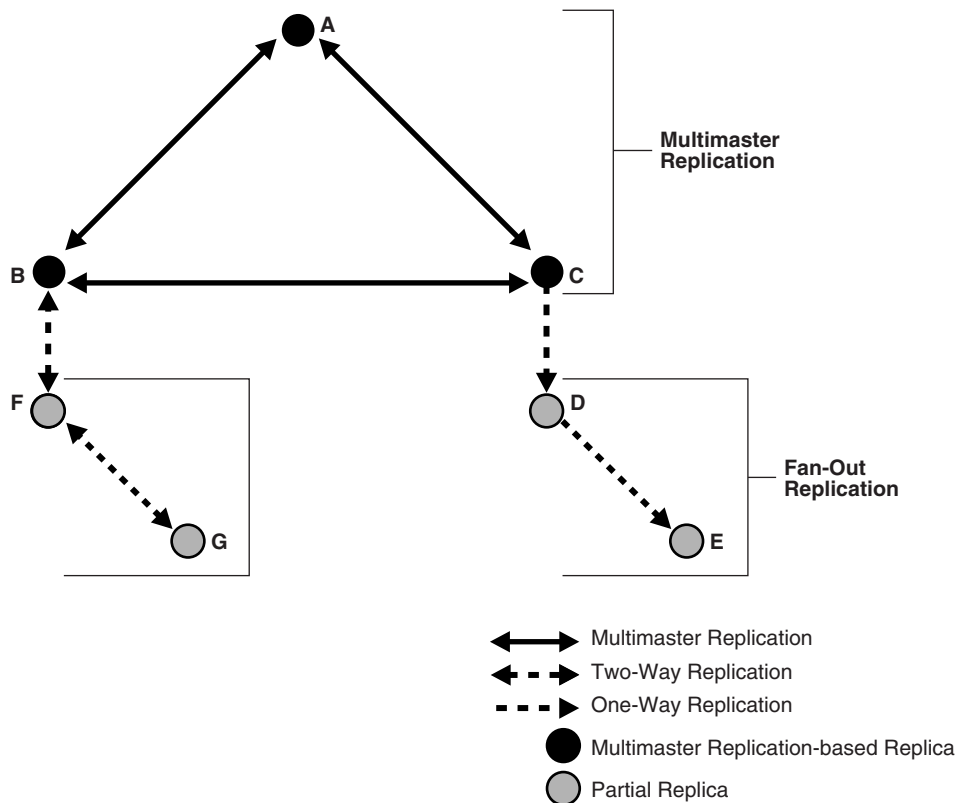 A
Multimaster
Replication
B
C
F
D
Fan-Out
Replication
G
E
Multimaster Replication
Two-Way Replication
One-Way Replication
Multimaster Replication-based Replica
Partial Replica